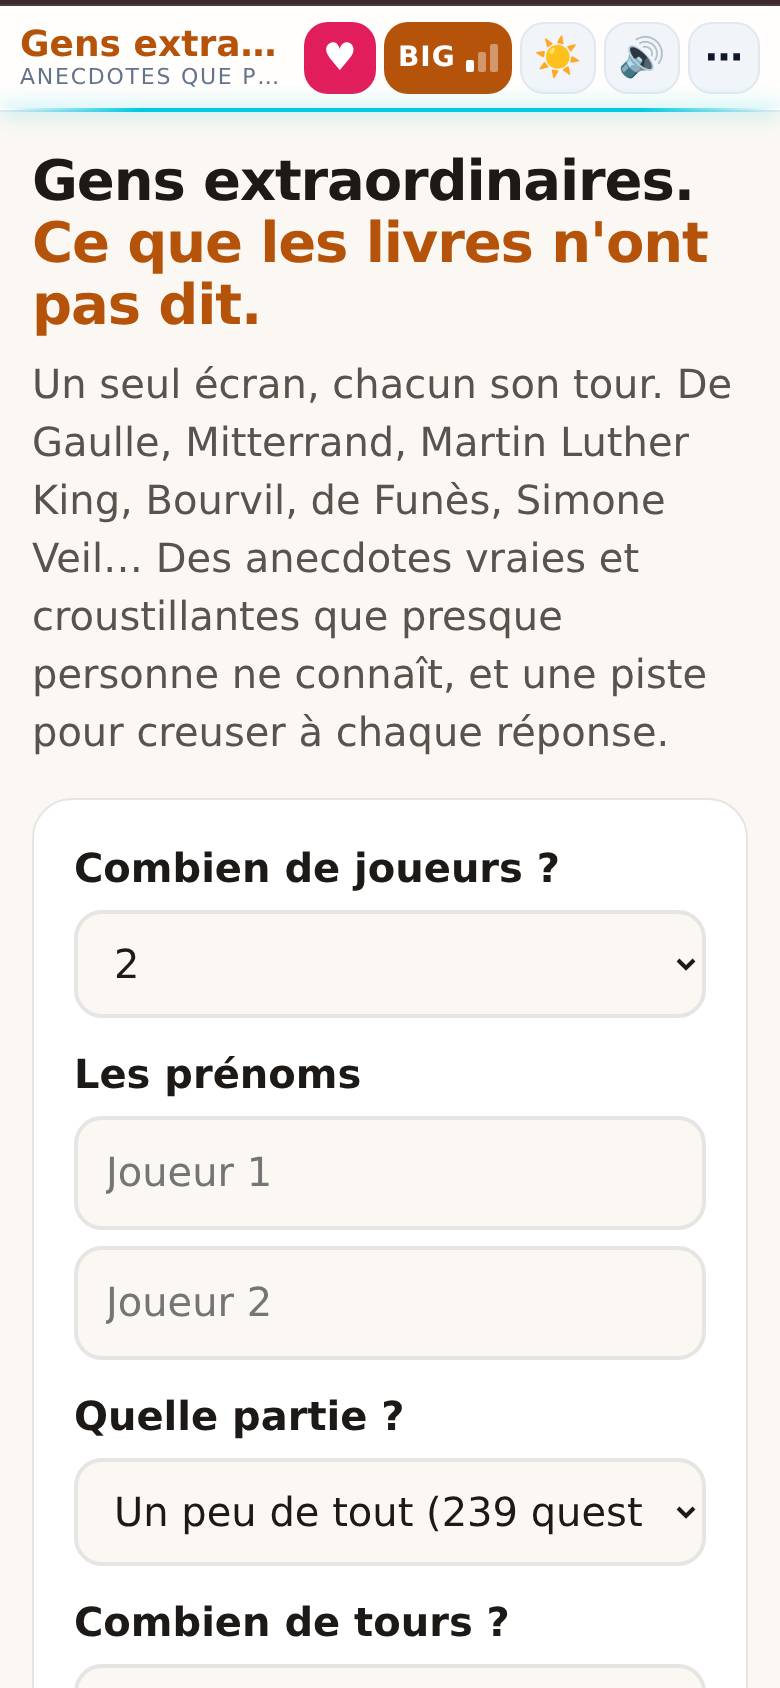 Gens extra...
ANECDOTES QUE P...
BIG
Gens extraordinaires.
Ce que les livres n'ont
pas dit.
Un seul écran, chacun son tour. De
Gaulle, Mitterrand, Martin Luther
King, Bourvil, de Funès, Simone
Veil... Des anecdotes vraies et
croustillantes que presque
personne ne connaît, et une piste
pour creuser à chaque réponse.
Combien de joueurs ?
2
Les prénoms
Joueur 1
Joueur 2
Quelle partie ?
Un peu de tout (239 quest
Combien de tours ?